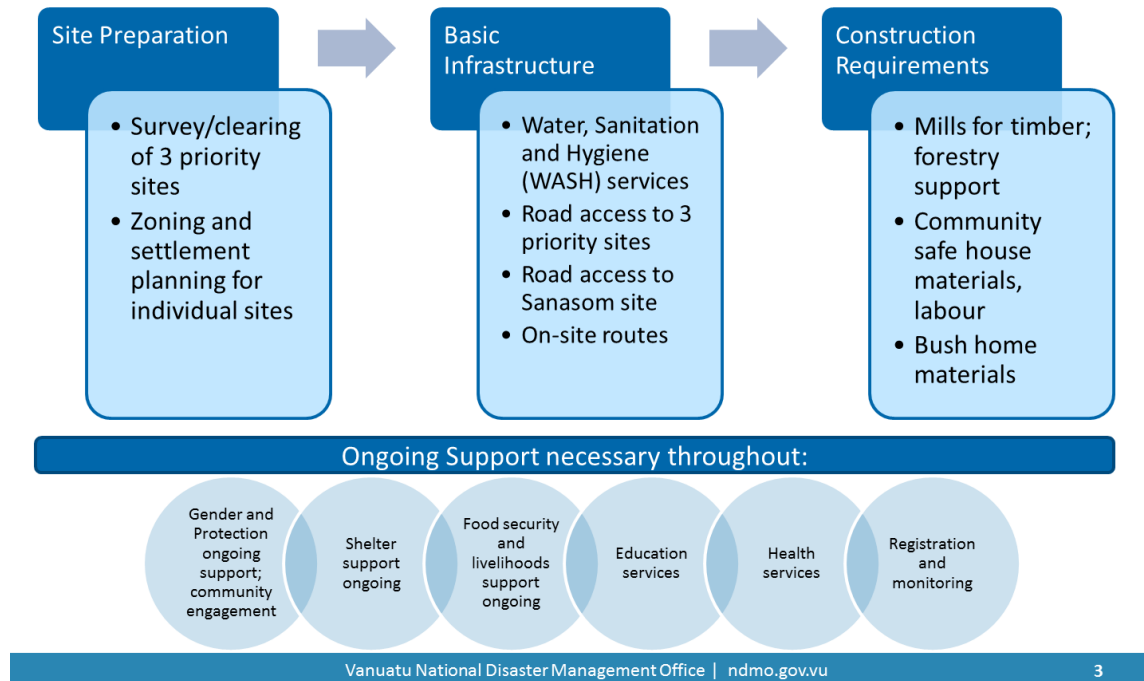 Site Preparation
• Survey/clearing
of 3 priority
sites
• Zoning and
settlement
planning for
individual sites
Basic
Infrastructure
• Water, Sanitation
and Hygiene
(WASH) services
• Road access to 3
priority sites
• Road access to
Sanasom site
• On-site routes
Construction
Requirements
• Mills for timber;
forestry
support
• Community
safe house
materials,
labour
• Bush home
materials
Ongoing Support necessary throughout:
Gender and
Protection
ongoing
support;
community
engagement
Shelter
support
ongoing
Food security
and
livelihoods
support
ongoing
Education
services
Health
services
Registration
and
monitoring
Vanuatu National Disaster Management Office | ndmo.gov.vu
3